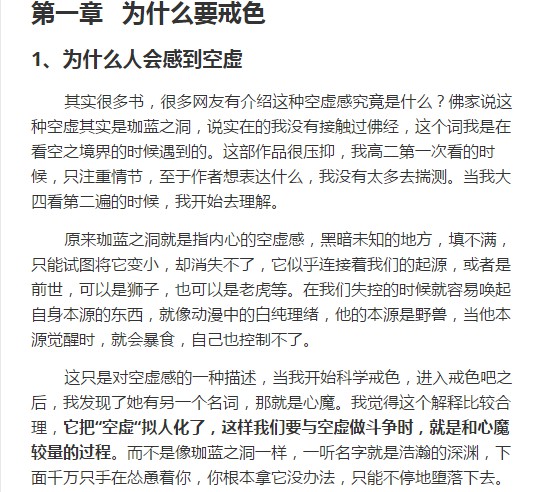 第一章 为什么要戒色
1、为什么人会感到空虚
其实很多书，很多网友有介绍这种空虚感究竟是什么？佛家说这
种空虚其实是珈蓝之洞，说实在的我没有接触过佛经，这个词我是在
看空之境界的时候遇到的。这部作品很压抑，我高二第一次看的时
候，只注重情节，至于作者想表达什么，我没有太多去揣测。当我大
四看第二遍的时候，我开始去理解。
原来珈蓝之洞就是指内心的空虚感，黑暗未知的地方，填不满，
只能试图将它变小，却消失不了，它似乎连接着我们的起源，或者是
前世，可以是狮子，也可以是老虎等。在我们失控的时候就容易唤起
自身本源的东西，就像动漫中的白纯理绪，他的本源是野兽，当他本
源觉醒时，就会暴食，自己也控制不了。
这只是对空虚感的一种描述，当我开始科学戒色，进入戒色吧之
后，我发现了她有另一个名词，那就是心魔。我觉得这个解释比较合
理，它把“空虚“拟人化了，这样我们要与空虚做斗争时，就是和心魔
较量的过程。而不是像珈蓝之洞一样，一听名字就是浩瀚的深渊，下
面千万只手在怂恿着你，你根本拿它没办法，只能不停地堕落下去。